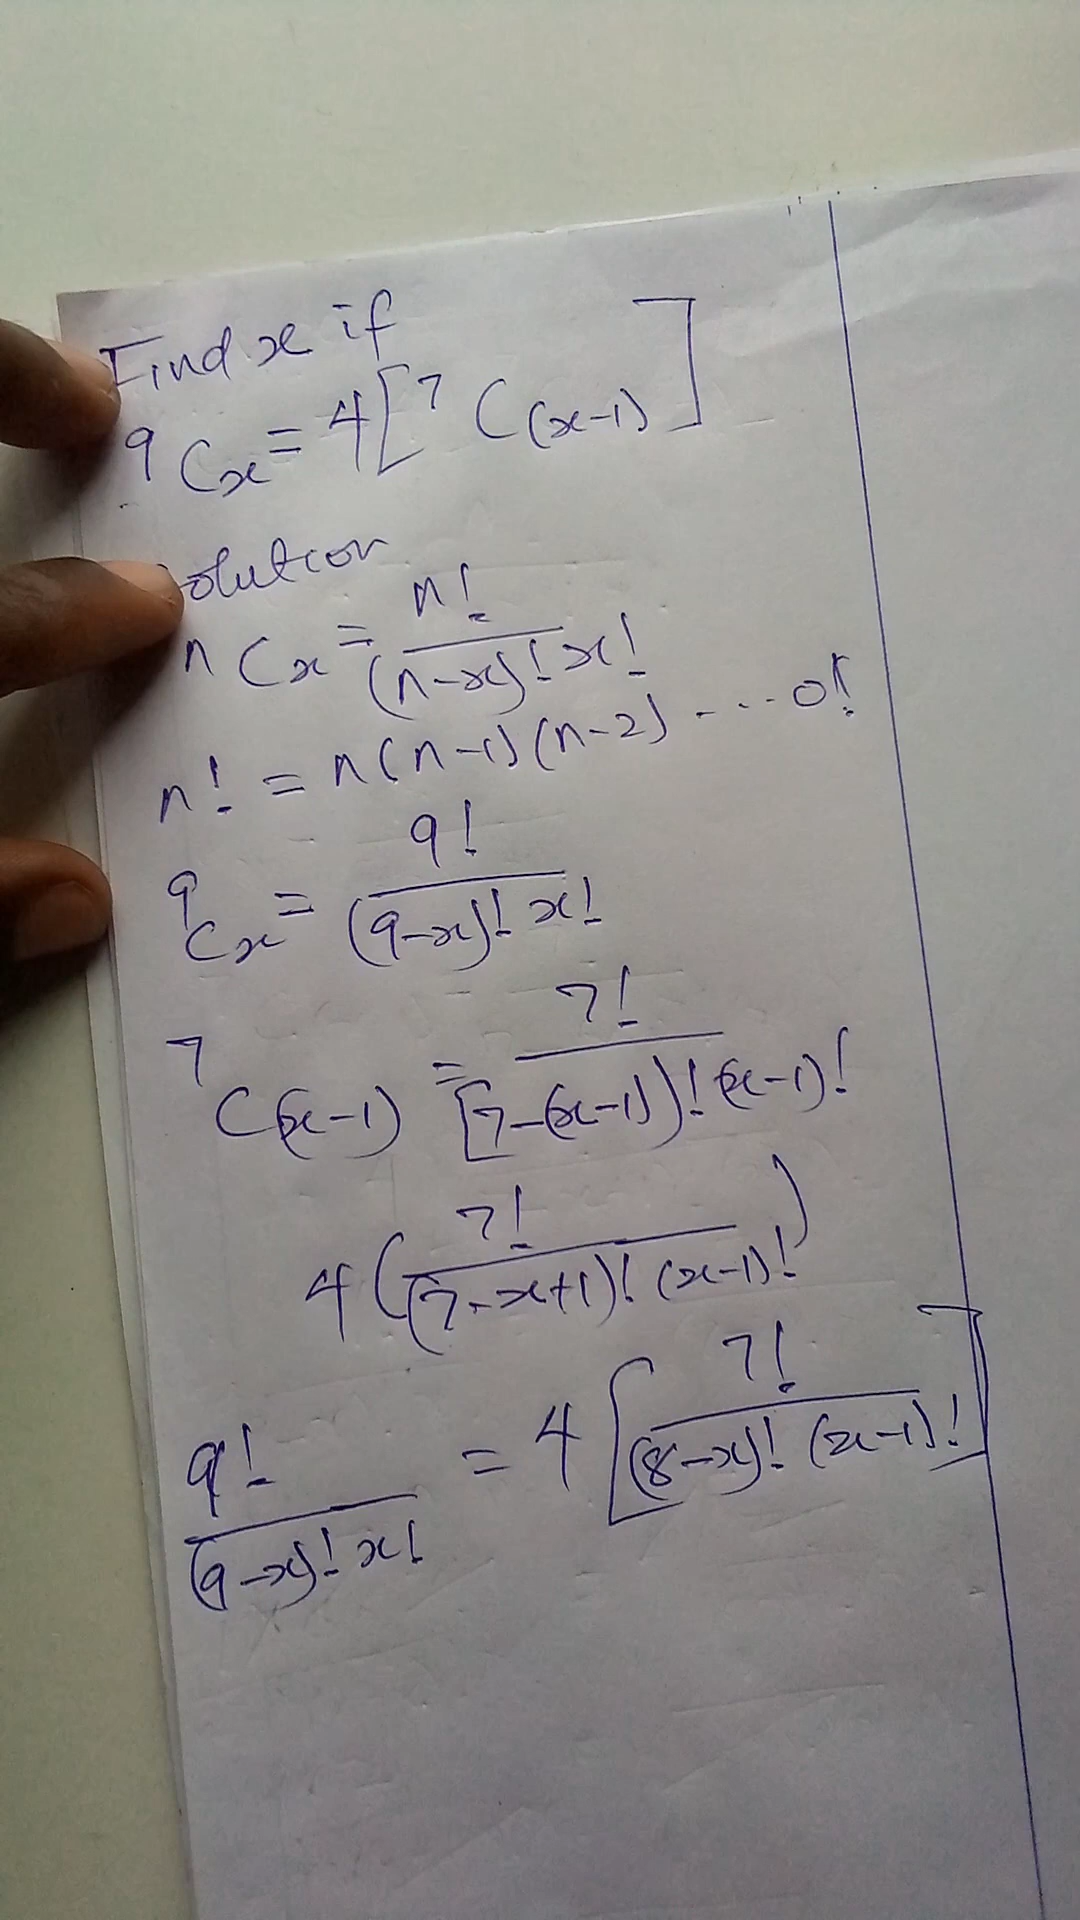 Find x if
⁹Cx = 4[⁷C(x-1)]
solution
nCx = n!/(n-x)! x!
n! = n(n-1)(n-2) - - - 0!
⁹Cx = 9!/(9-x)! x!
⁷C(x-1) = 7!/[7-(x-1))! (x-1)!
4(7!/(7-x+1)! (x-1)!)
9!/(9-x)! x! = 4[7!/(8-x)! (x-1)!]